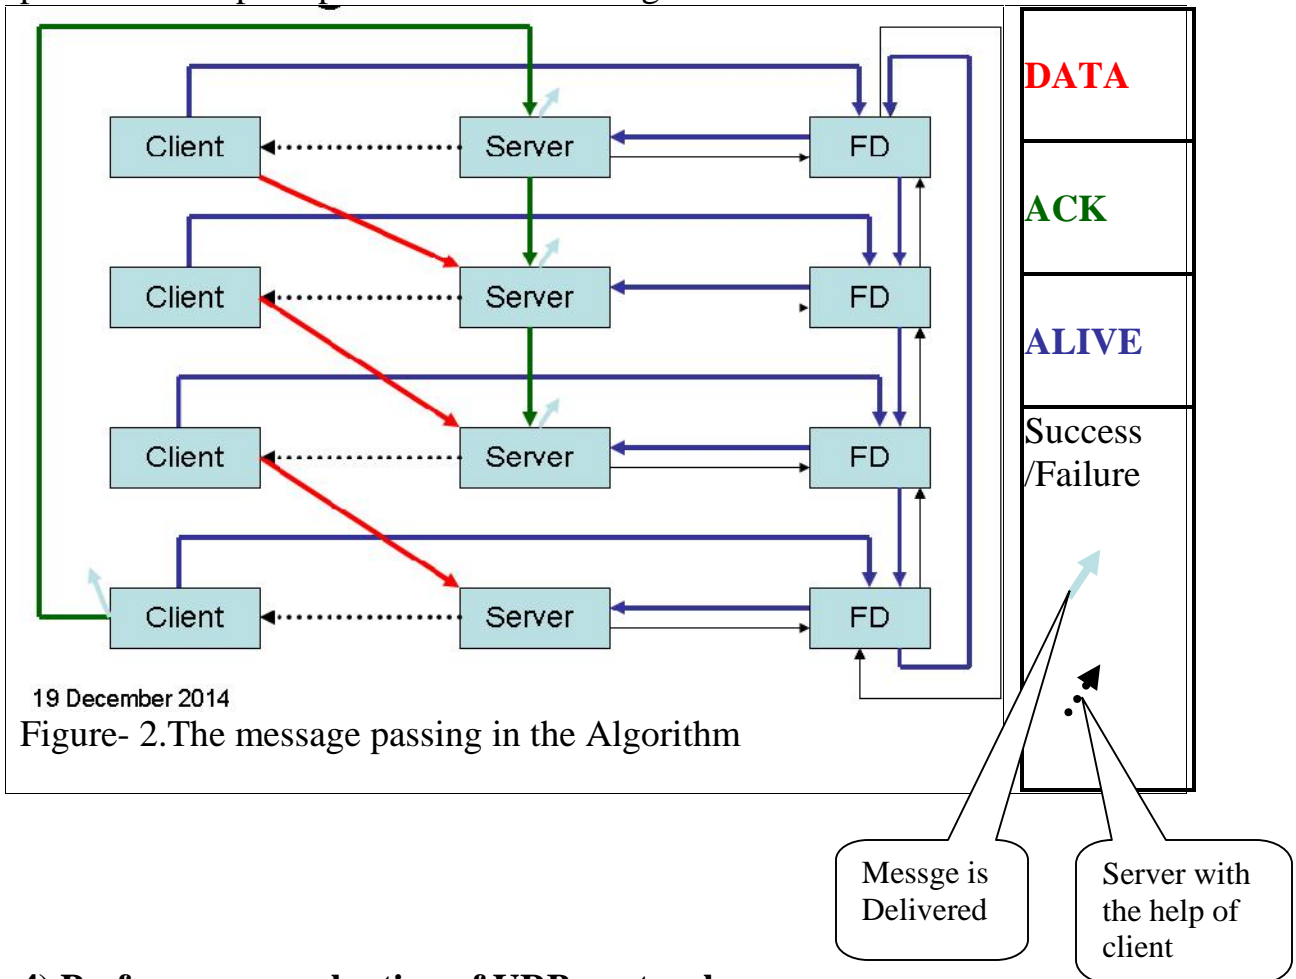 Client Server FD
Client Server FD
Client Server FD
Client Server FD
19 December 2014
Figure- 2.The message passing in the Algorithm
DATA
ACK
ALIVE
Success
/Failure
Messge is
Delivered
Server with
the help of
client